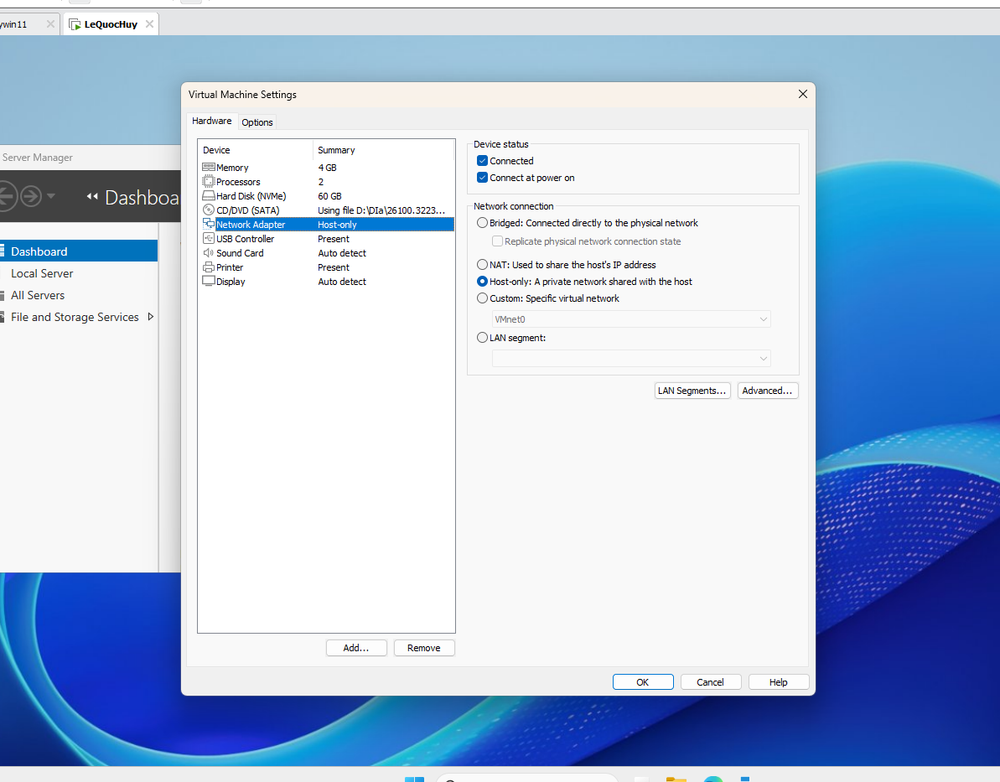 ywin11
LeQuocHuy
Virtual Machine Settings
Hardware
Options
Device Summary
Memory 4 GB
Processors 2
Hard Disk (NVMe) 60 GB
CD/DVD (SATA) Using file D:\DIa\26100.3223...
Network Adapter Host-only
USB Controller Present
Sound Card Auto detect
Printer Present
Display Auto detect
Add...
Remove
Device status
Connected
Connect at power on
Network connection
Bridged: Connected directly to the physical network
Replicate physical network connection state
NAT: Used to share the host's IP address
Host-only: A private network shared with the host
Custom: Specific virtual network
VMnet0
LAN segment:
LAN Segments...
Advanced...
OK
Cancel
Help
Server Manager
Dashboa
Dashboard
Local Server
All Servers
File and Storage Services